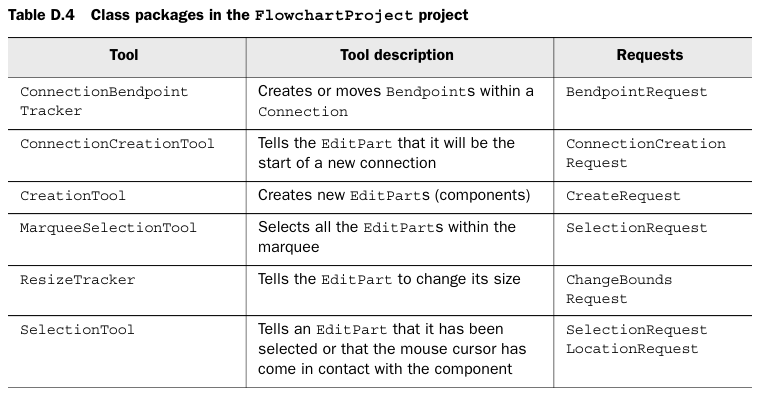 Table D.4 Class packages in the FlowchartProject project
Tool Tool description Requests
ConnectionBendpoint Creates or moves Bendpoints within a BendpointRequest
Tracker Connection
ConnectionCreationTool Tells the EditPart that it will be the ConnectionCreation
start of a new connection Request
CreationTool Creates new EditParts (components) CreateRequest
MarqueeSelectionTool Selects all the EditParts within the SelectionRequest
marquee
ResizeTracker Tells the EditPart to change its size ChangeBounds
Request
SelectionTool Tells an EditPart that it has been SelectionRequest
selected or that the mouse cursor has LocationRequest
come in contact with the component